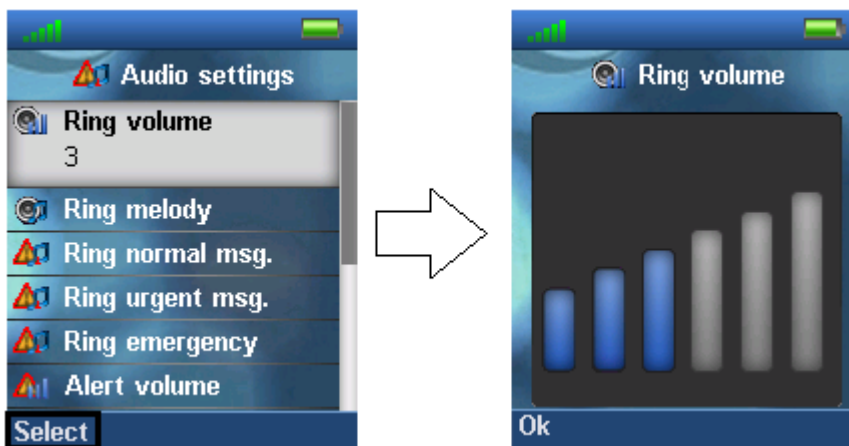 Audio settings
Ring volume
3
Ring melody
Ring normal msg.
Ring urgent msg.
Ring emergency
Alert volume
Select
Ring volume
Ok